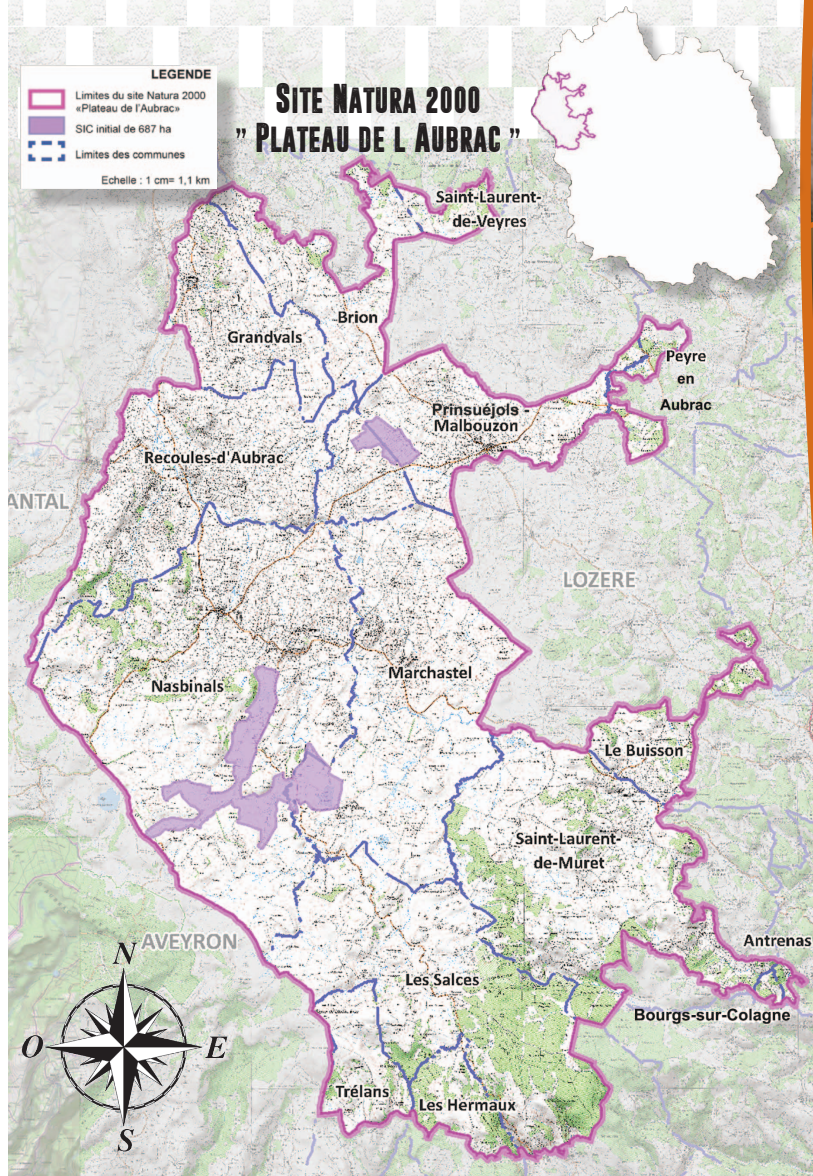 LEGENDE
Limites du site Natura 2000
«Plateau de l'Aubrac»
SIC initial de 687 ha
Limites des communes
Echelle : 1 cm= 1,1 km
SITE NATURA 2000
" PLATEAU DE L AUBRAC "
Saint-Laurent-
de-Veyres
Brion
Grandvals
Peyre
en
Aubrac
Prinsuéjols -
Malbouzon
Recoules-d'Aubrac
ANTAL
LOZERE
Marchastel
Nasbinals
Le Buisson
Saint-Laurent-
de-Muret
AVEYRON
Antrenas
Les Salces
Bourgs-sur-Colagne
Trélans
Les Hermaux
N
O
E
S